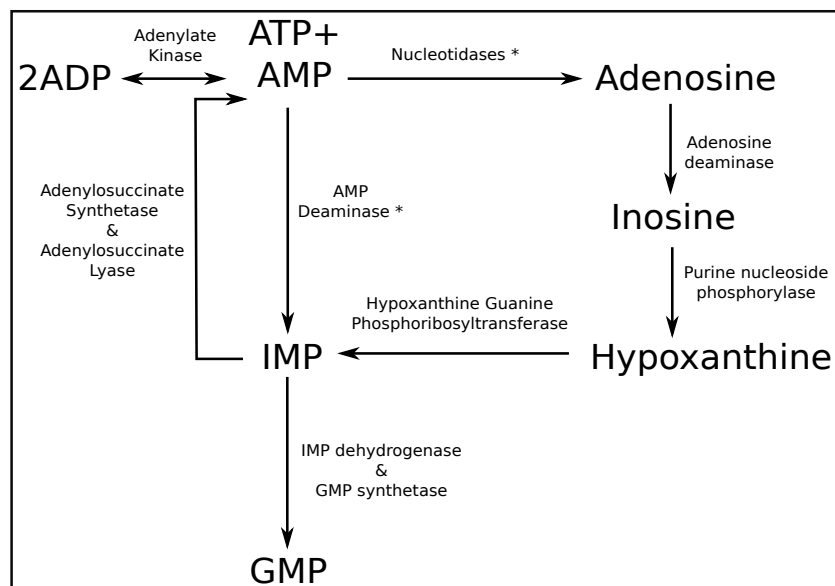 Adenylate
Kinase
ATP+
AMP
2ADP
Nucleotidases *
Adenosine
Adenosine
deaminase
Adenylosuccinate
Synthetase
&
Adenylosuccinate
Lyase
AMP
Deaminase *
Inosine
Purine nucleoside
phosphorylase
Hypoxanthine Guanine
Phosphoribosyltransferase
IMP
Hypoxanthine
IMP dehydrogenase
&
GMP synthetase
GMP